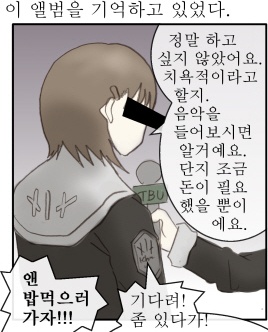 이 앨범을 기억하고 있었다.
정말 하고
싶지 않았어요.
치욕적이라고
할지.
음악을
들어보시면
알거예요.
단지 조금
돈이 필요
했을 뿐이
에요.
TBU
앤
밥먹으러
가자!!!
기다려!
좀 있다가!